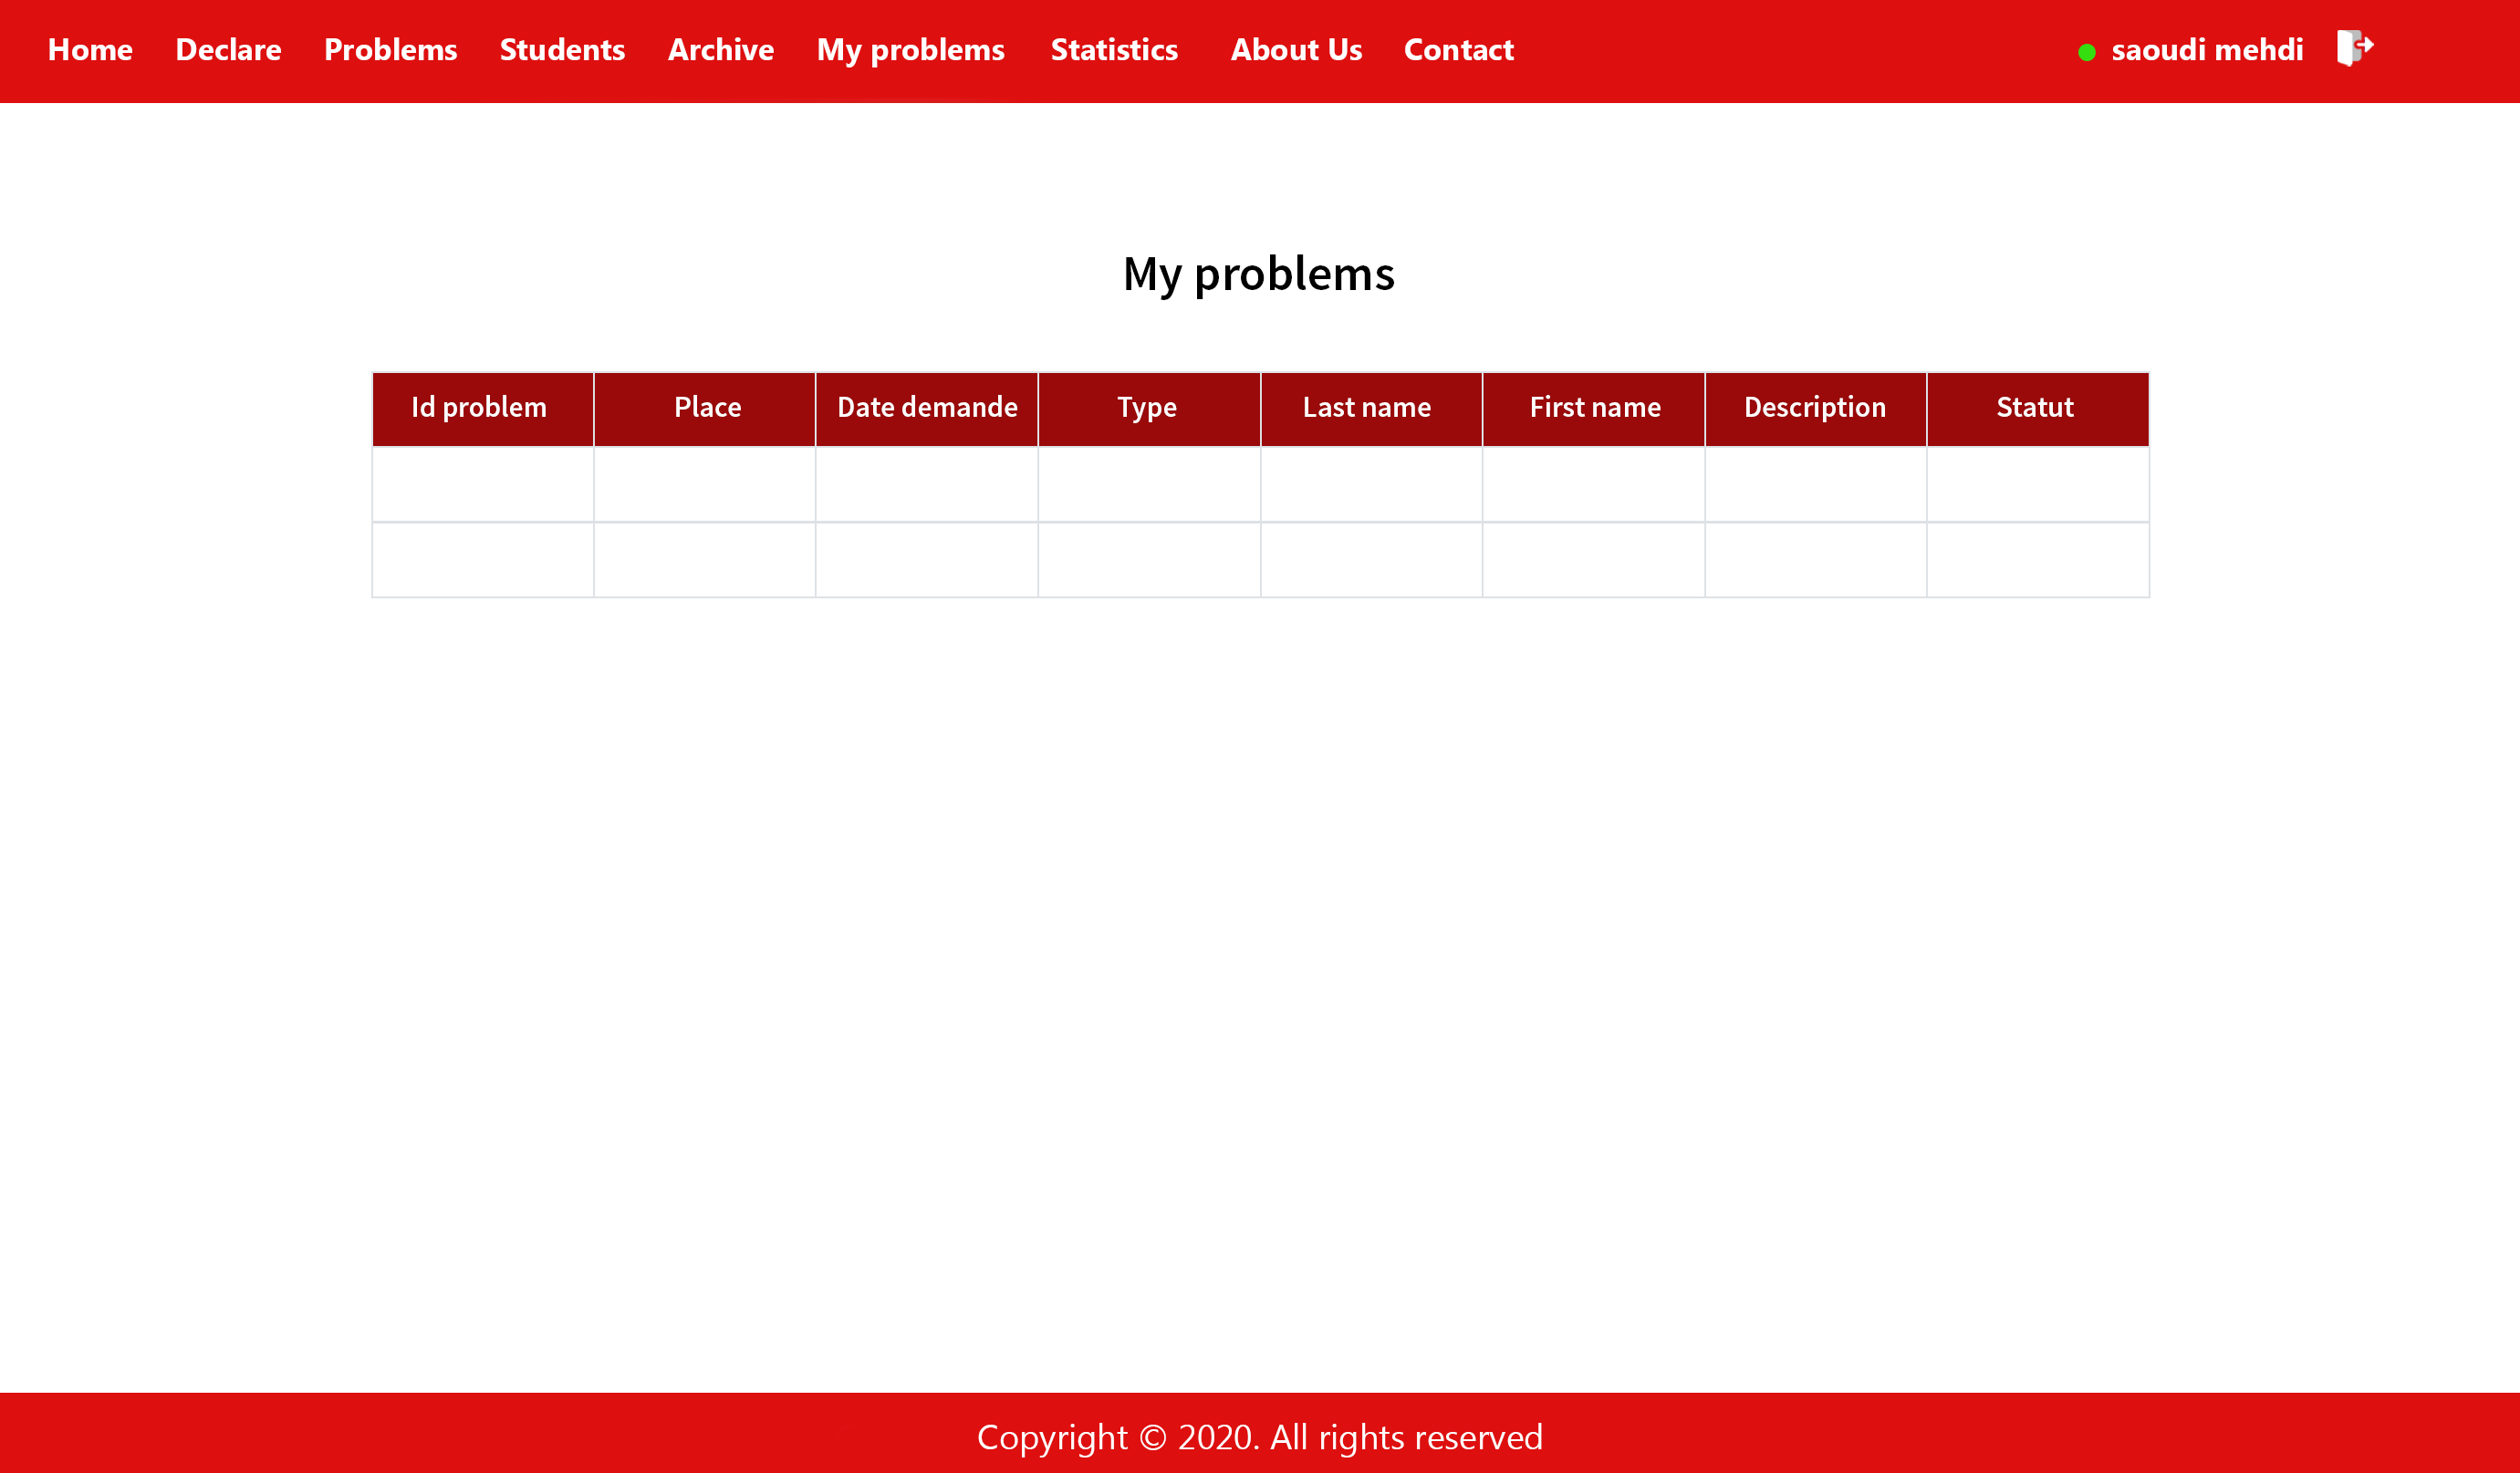 Home Declare Problems Students Archive My problems Statistics About Us Contact saoudi mehdi
My problems
Id problem Place Date demande Type Last name First name Description Statut
Copyright © 2020. All rights reserved